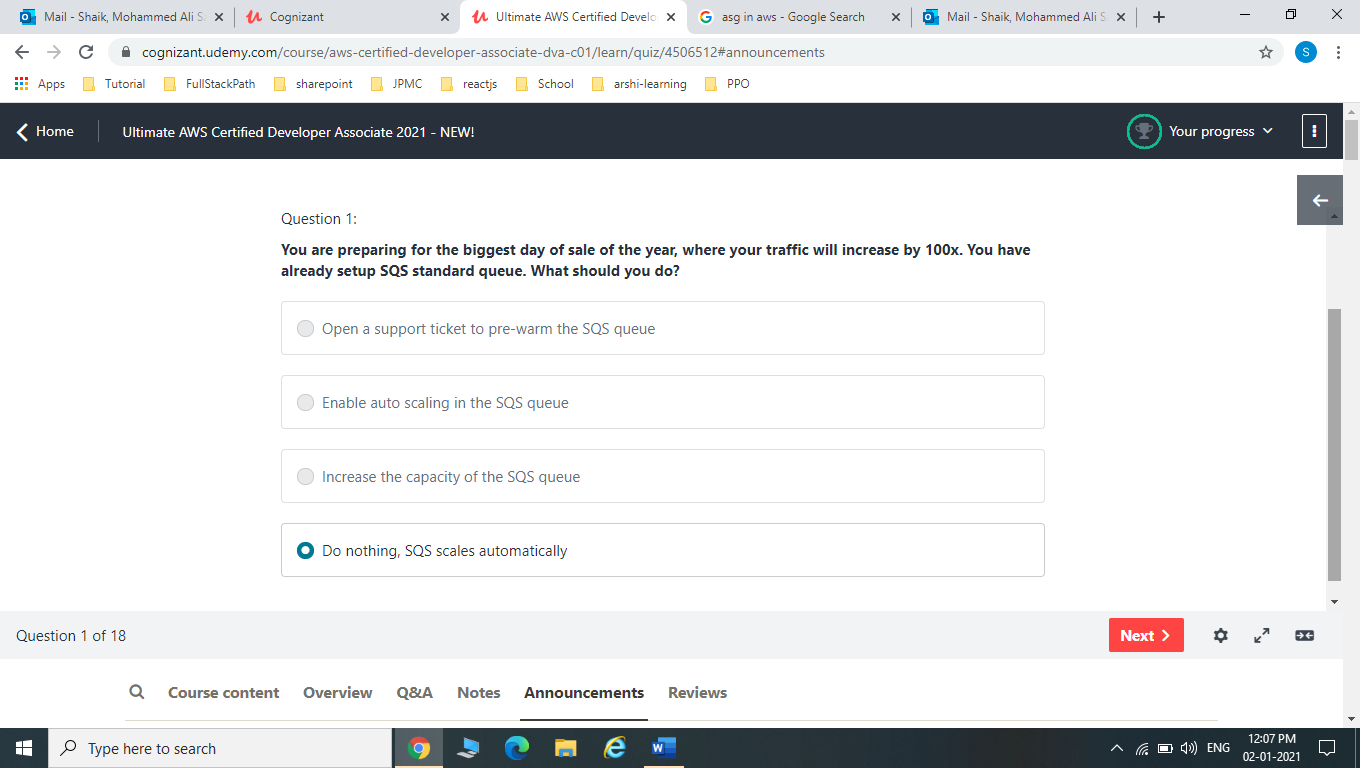 Mail - Shaik, Mohammed Ali S
Cognizant
Ultimate AWS Certified Develo
asg in aws - Google Search
Mail - Shaik, Mohammed Ali S
cognizant.udemy.com/course/aws-certified-developer-associate-dva-c01/learn/quiz/4506512#announcements
S
Apps
Tutorial
FullStackPath
sharepoint
JPMC
reactjs
School
arshi-learning
PPO
Home
Ultimate AWS Certified Developer Associate 2021 - NEW!
Your progress
Question 1:
You are preparing for the biggest day of sale of the year, where your traffic will increase by 100x. You have
already setup SQS standard queue. What should you do?
Open a support ticket to pre-warm the SQS queue
Enable auto scaling in the SQS queue
Increase the capacity of the SQS queue
Do nothing, SQS scales automatically
Question 1 of 18
Next
Course content
Overview
Q&A
Notes
Announcements
Reviews
Type here to search
ENG
12:07 PM
02-01-2021